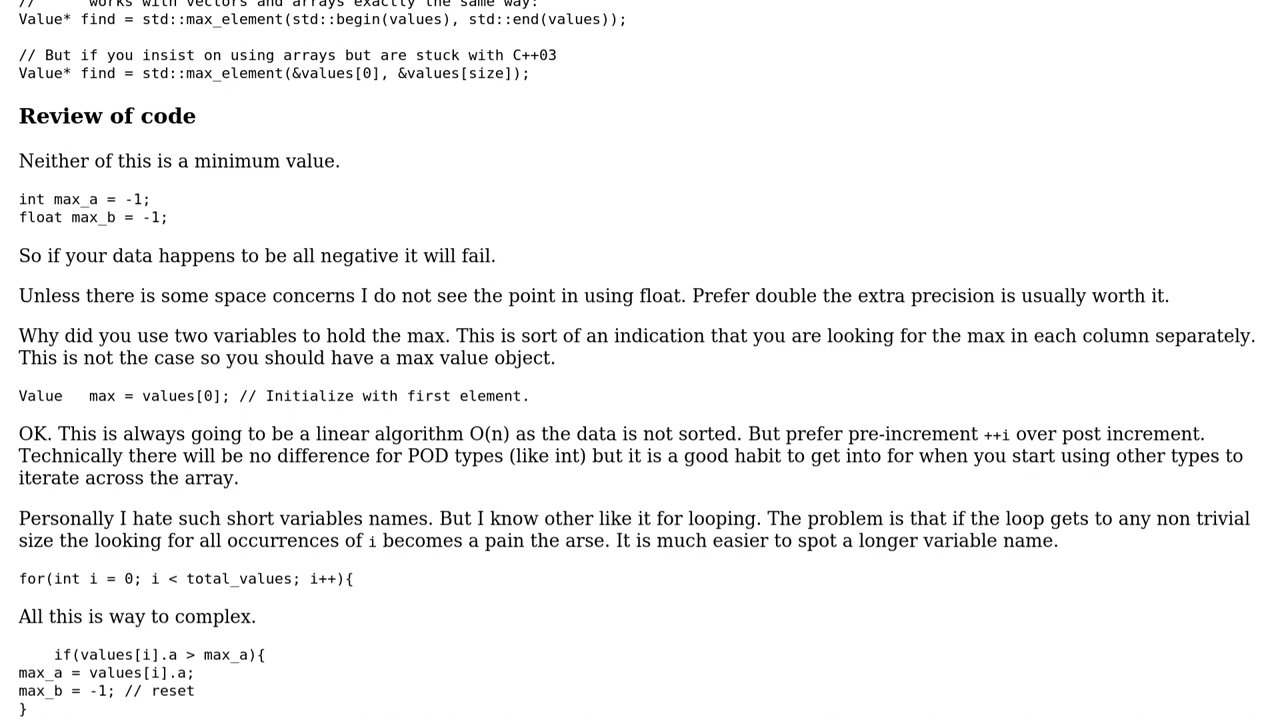 //      works with vectors and arrays exactly the same way:
Value* find = std::max_element(std::begin(values), std::end(values));
// But if you insist on using arrays but are stuck with C++03
Value* find = std::max_element(&values[0], &values[size]);
Review of code
Neither of this is a minimum value.
int max_a = -1;
float max_b = -1;
So if your data happens to be all negative it will fail.
Unless there is some space concerns I do not see the point in using float. Prefer double the extra precision is usually worth it.
Why did you use two variables to hold the max. This is sort of an indication that you are looking for the max in each column separately.
This is not the case so you should have a max value object.
Value   max = values[0]; // Initialize with first element.
OK. This is always going to be a linear algorithm O(n) as the data is not sorted. But prefer pre-increment ++i over post increment.
Technically there will be no difference for POD types (like int) but it is a good habit to get into for when you start using other types to
iterate across the array.
Personally I hate such short variables names. But I know other like it for looping. The problem is that if the loop gets to any non trivial
size the looking for all occurrences of i becomes a pain the arse. It is much easier to spot a longer variable name.
for(int i = 0; i < total_values; i++){
All this is way to complex.
    if(values[i].a > max_a){
max_a = values[i].a;
max_b = -1; // reset
}